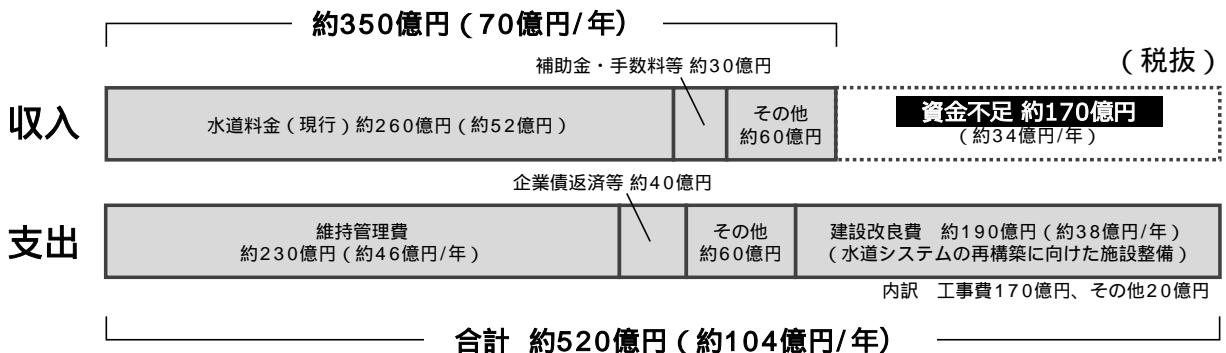 約350億円(70億円/年)
(税抜)
補助金・手数料等 約30億円
収入
水道料金(現行)約260億円(約52億円)
その他
約60億円
資金不足 約170億円
(約34億円/年)
企業債返済等 約40億円
支出
維持管理費
約230億円(約46億円/年)
その他
約60億円
建設改良費 約190億円(約38億円/年)
(水道システムの再構築に向けた施設整備)
内訳 工事費170億円、その他20億円
合計 約520億円(約104億円/年)